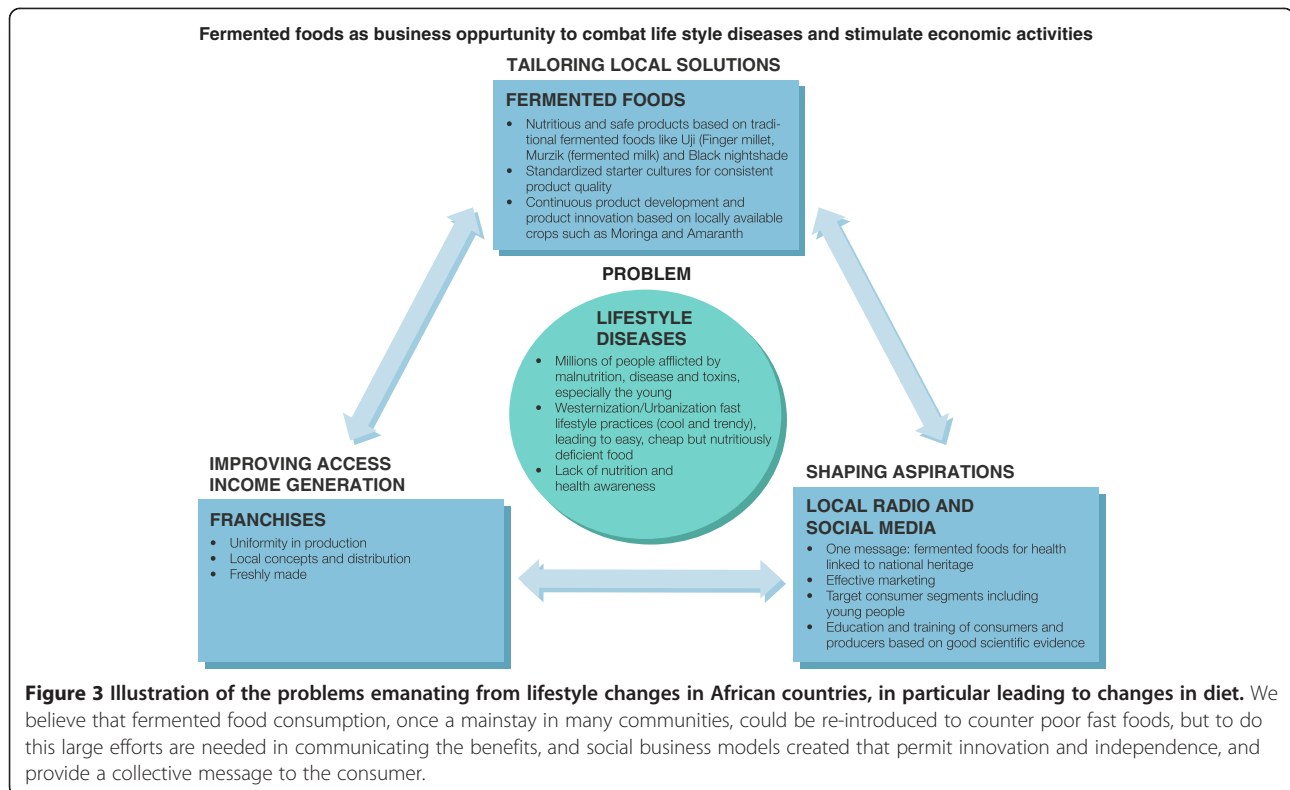 Fermented foods as business oppurtunity to combat life style diseases and stimulate economic activities
TAILORING LOCAL SOLUTIONS
FERMENTED FOODS
• Nutritious and safe products based on tradi-
tional fermented foods like Uji (Finger millet,
Murzik (fermented milk) and Black nightshade
• Standardized starter cultures for consistent
product quality
• Continuous product development and
product innovation based on locally available
crops such as Moringa and Amaranth
PROBLEM
LIFESTYLE
DISEASES
• Millions of people afflicted by
malnutrition, disease and toxins,
especially the young
• Westernization/Urbanization fast
lifestyle practices (cool and trendy),
leading to easy, cheap but nutritiously
deficient food
• Lack of nutrition and
health awareness
IMPROVING ACCESS
INCOME GENERATION
FRANCHISES
• Uniformity in production
• Local concepts and distribution
• Freshly made
SHAPING ASPIRATIONS
LOCAL RADIO AND
SOCIAL MEDIA
• One message: fermented foods for health
linked to national heritage
• Effective marketing
• Target consumer segments including
young people
• Education and training of consumers and
producers based on good scientific evidence
Figure 3 Illustration of the problems emanating from lifestyle changes in African countries, in particular leading to changes in diet. We
believe that fermented food consumption, once a mainstay in many communities, could be re-introduced to counter poor fast foods, but to do
this large efforts are needed in communicating the benefits, and social business models created that permit innovation and independence, and
provide a collective message to the consumer.